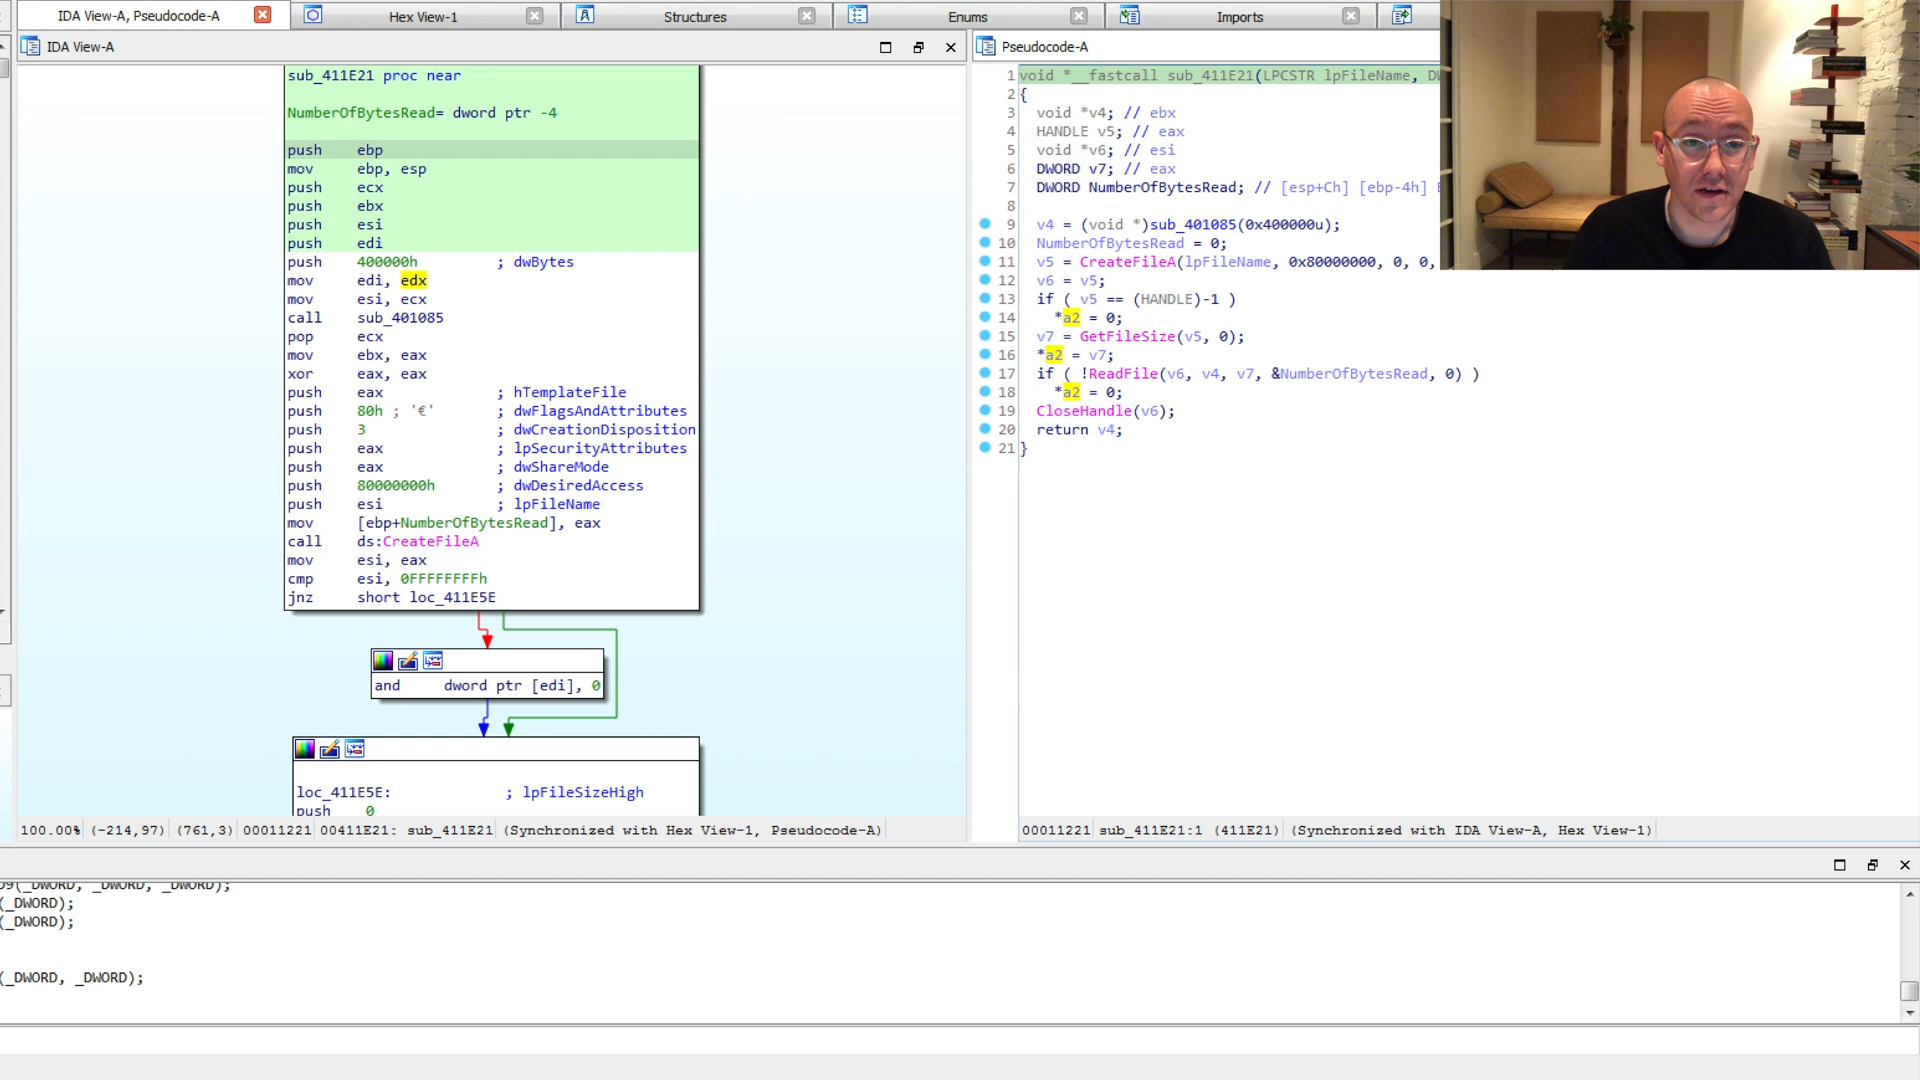 IDA View-A, Pseudocode-A
Hex View-1
Structures
Enums
Imports
IDA View-A
sub_411E21 proc near
NumberOfBytesRead= dword ptr -4
push ebp
mov ebp, esp
push ecx
push ebx
push esi
push edi
push 400000h ; dwBytes
mov edi, edx
mov esi, ecx
call sub_401085
pop ecx
mov ebx, eax
xor eax, eax
push eax ; hTemplateFile
push 80h ; '€' ; dwFlagsAndAttributes
push 3 ; dwCreationDisposition
push eax ; lpSecurityAttributes
push eax ; dwShareMode
push 80000000h ; dwDesiredAccess
push esi ; lpFileName
mov [ebp+NumberOfBytesRead], eax
call ds:CreateFileA
mov esi, eax
cmp esi, 0FFFFFFFFh
jnz short loc_411E5E
and dword ptr [edi], 0
loc_411E5E: ; lpFileSizeHigh
push 0
100.00% (-214,97) (761,3) 00011221 00411E21: sub_411E21 (Synchronized with Hex View-1, Pseudocode-A)
Pseudocode-A
1 void *__fastcall sub_411E21(LPCSTR lpFileName,
2 {
3 void *v4; // ebx
4 HANDLE v5; // eax
5 void *v6; // esi
6 DWORD v7; // eax
7 DWORD NumberOfBytesRead; // [esp+Ch] [ebp-4h]
8
9 v4 = (void *)sub_401085(0x400000u);
10 NumberOfBytesRead = 0;
11 v5 = CreateFileA(lpFileName, 0x80000000, 0, 0,
12 v6 = v5;
13 if ( v5 == (HANDLE)-1 )
14 *a2 = 0;
15 v7 = GetFileSize(v5, 0);
16 *a2 = v7;
17 if ( !ReadFile(v6, v4, v7, &NumberOfBytesRead, 0) )
18 *a2 = 0;
19 CloseHandle(v6);
20 return v4;
21 }
00011221 sub_411E21:1 (411E21) (Synchronized with IDA View-A, Hex View-1)
09(_DWORD, _DWORD, _DWORD);
(_DWORD);
(_DWORD);
(_DWORD, _DWORD);